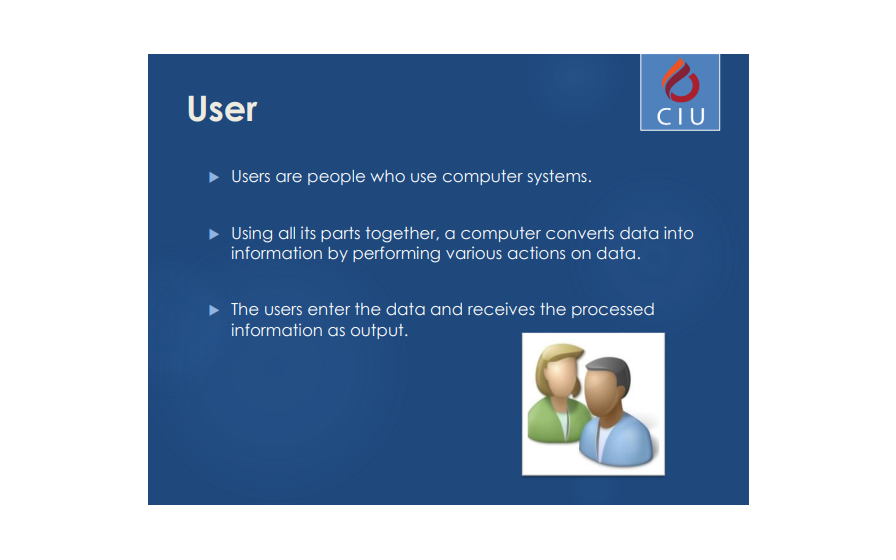 CIU
User
Users are people who use computer systems.
Using all its parts together, a computer converts data into
information by performing various actions on data.
The users enter the data and receives the processed
information as output.